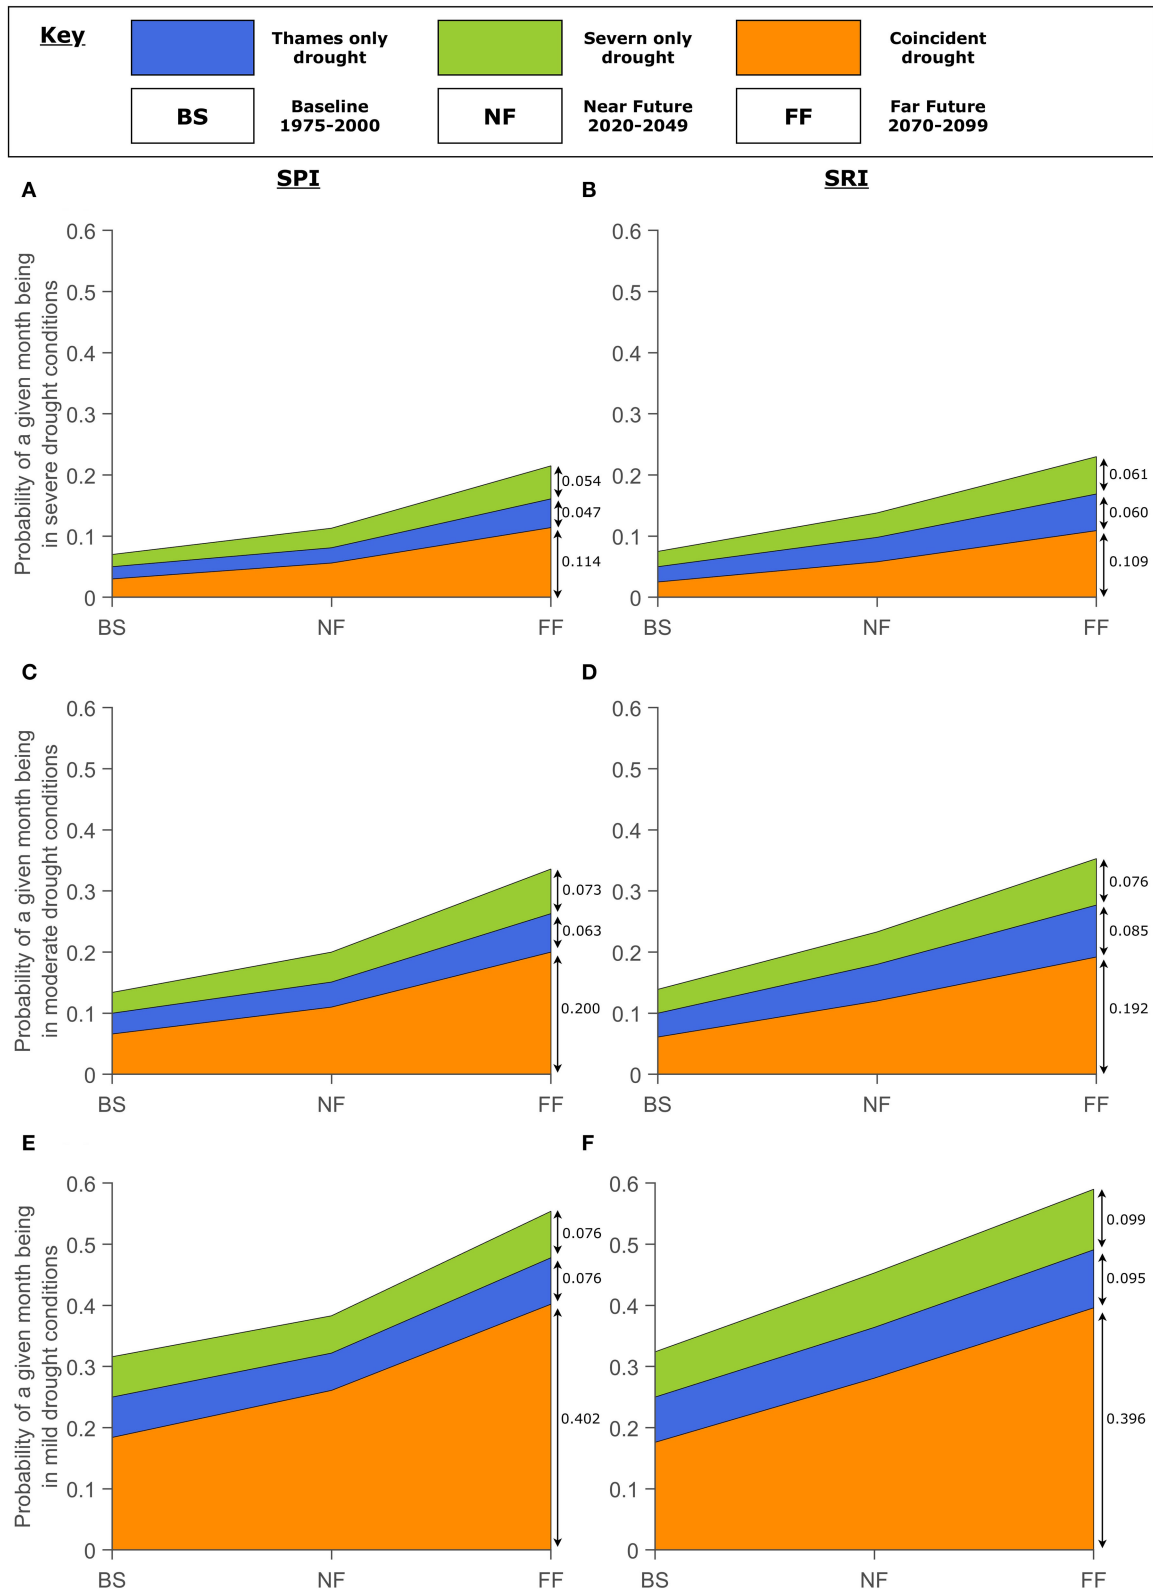 Key
Thames only
drought
Severn only
drought
Coincident
drought
BS
Baseline
1975-2000
NF
Near Future
2020-2049
FF
Far Future
2070-2099
A
SPI
Probability of a given month being
in severe drought conditions
0.6
0.5
0.4
0.3
0.2
0.1
0
BS
NF
FF
0.054
0.047
0.114
B
SRI
0.6
0.5
0.4
0.3
0.2
0.1
0
BS
NF
FF
0.061
0.060
0.109
C
Probability of a given month being
in moderate drought conditions
0.6
0.5
0.4
0.3
0.2
0.1
0
BS
NF
FF
0.073
0.063
0.200
D
0.6
0.5
0.4
0.3
0.2
0.1
0
BS
NF
FF
0.076
0.085
0.192
E
Probability of a given month being
in mild drought conditions
0.6
0.5
0.4
0.3
0.2
0.1
0
BS
NF
FF
0.076
0.076
0.402
F
0.6
0.5
0.4
0.3
0.2
0.1
0
BS
NF
FF
0.099
0.095
0.396